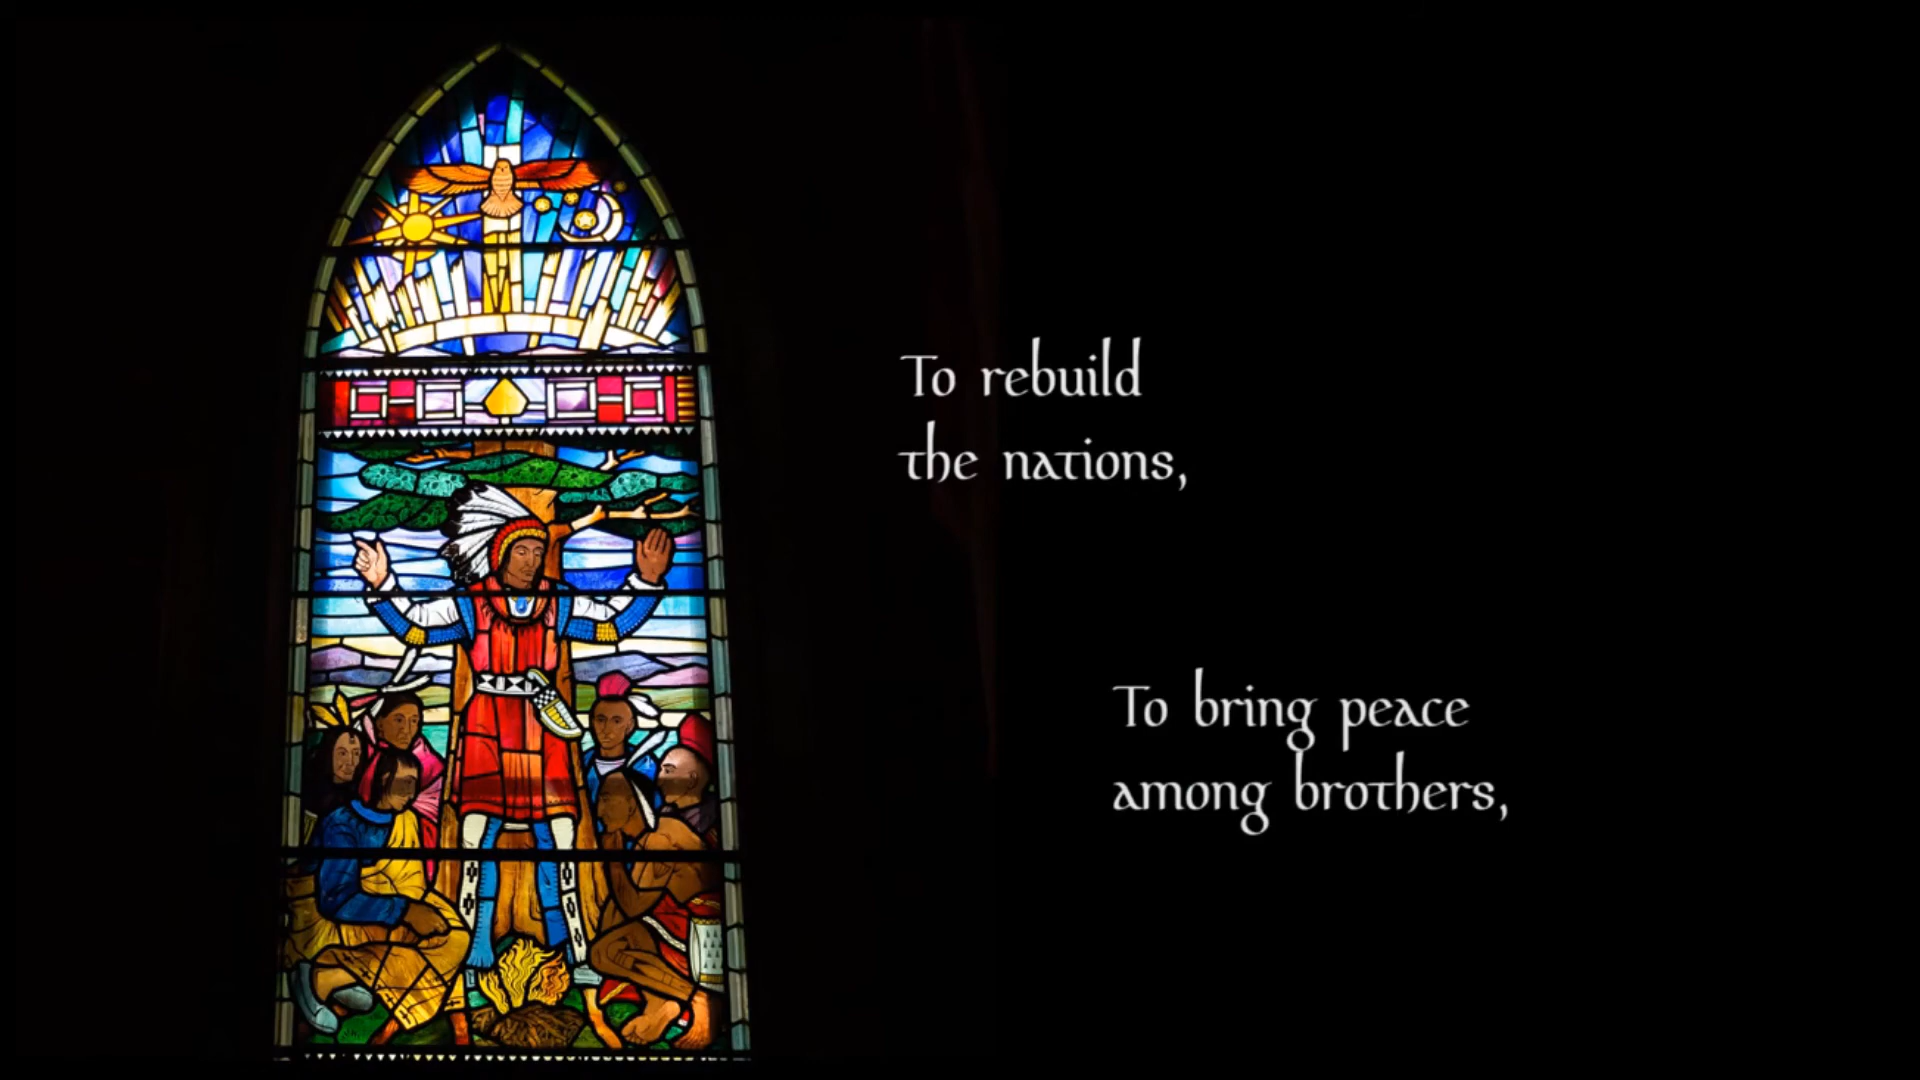 To rebuild
the nations,
To bring peace
among brothers,